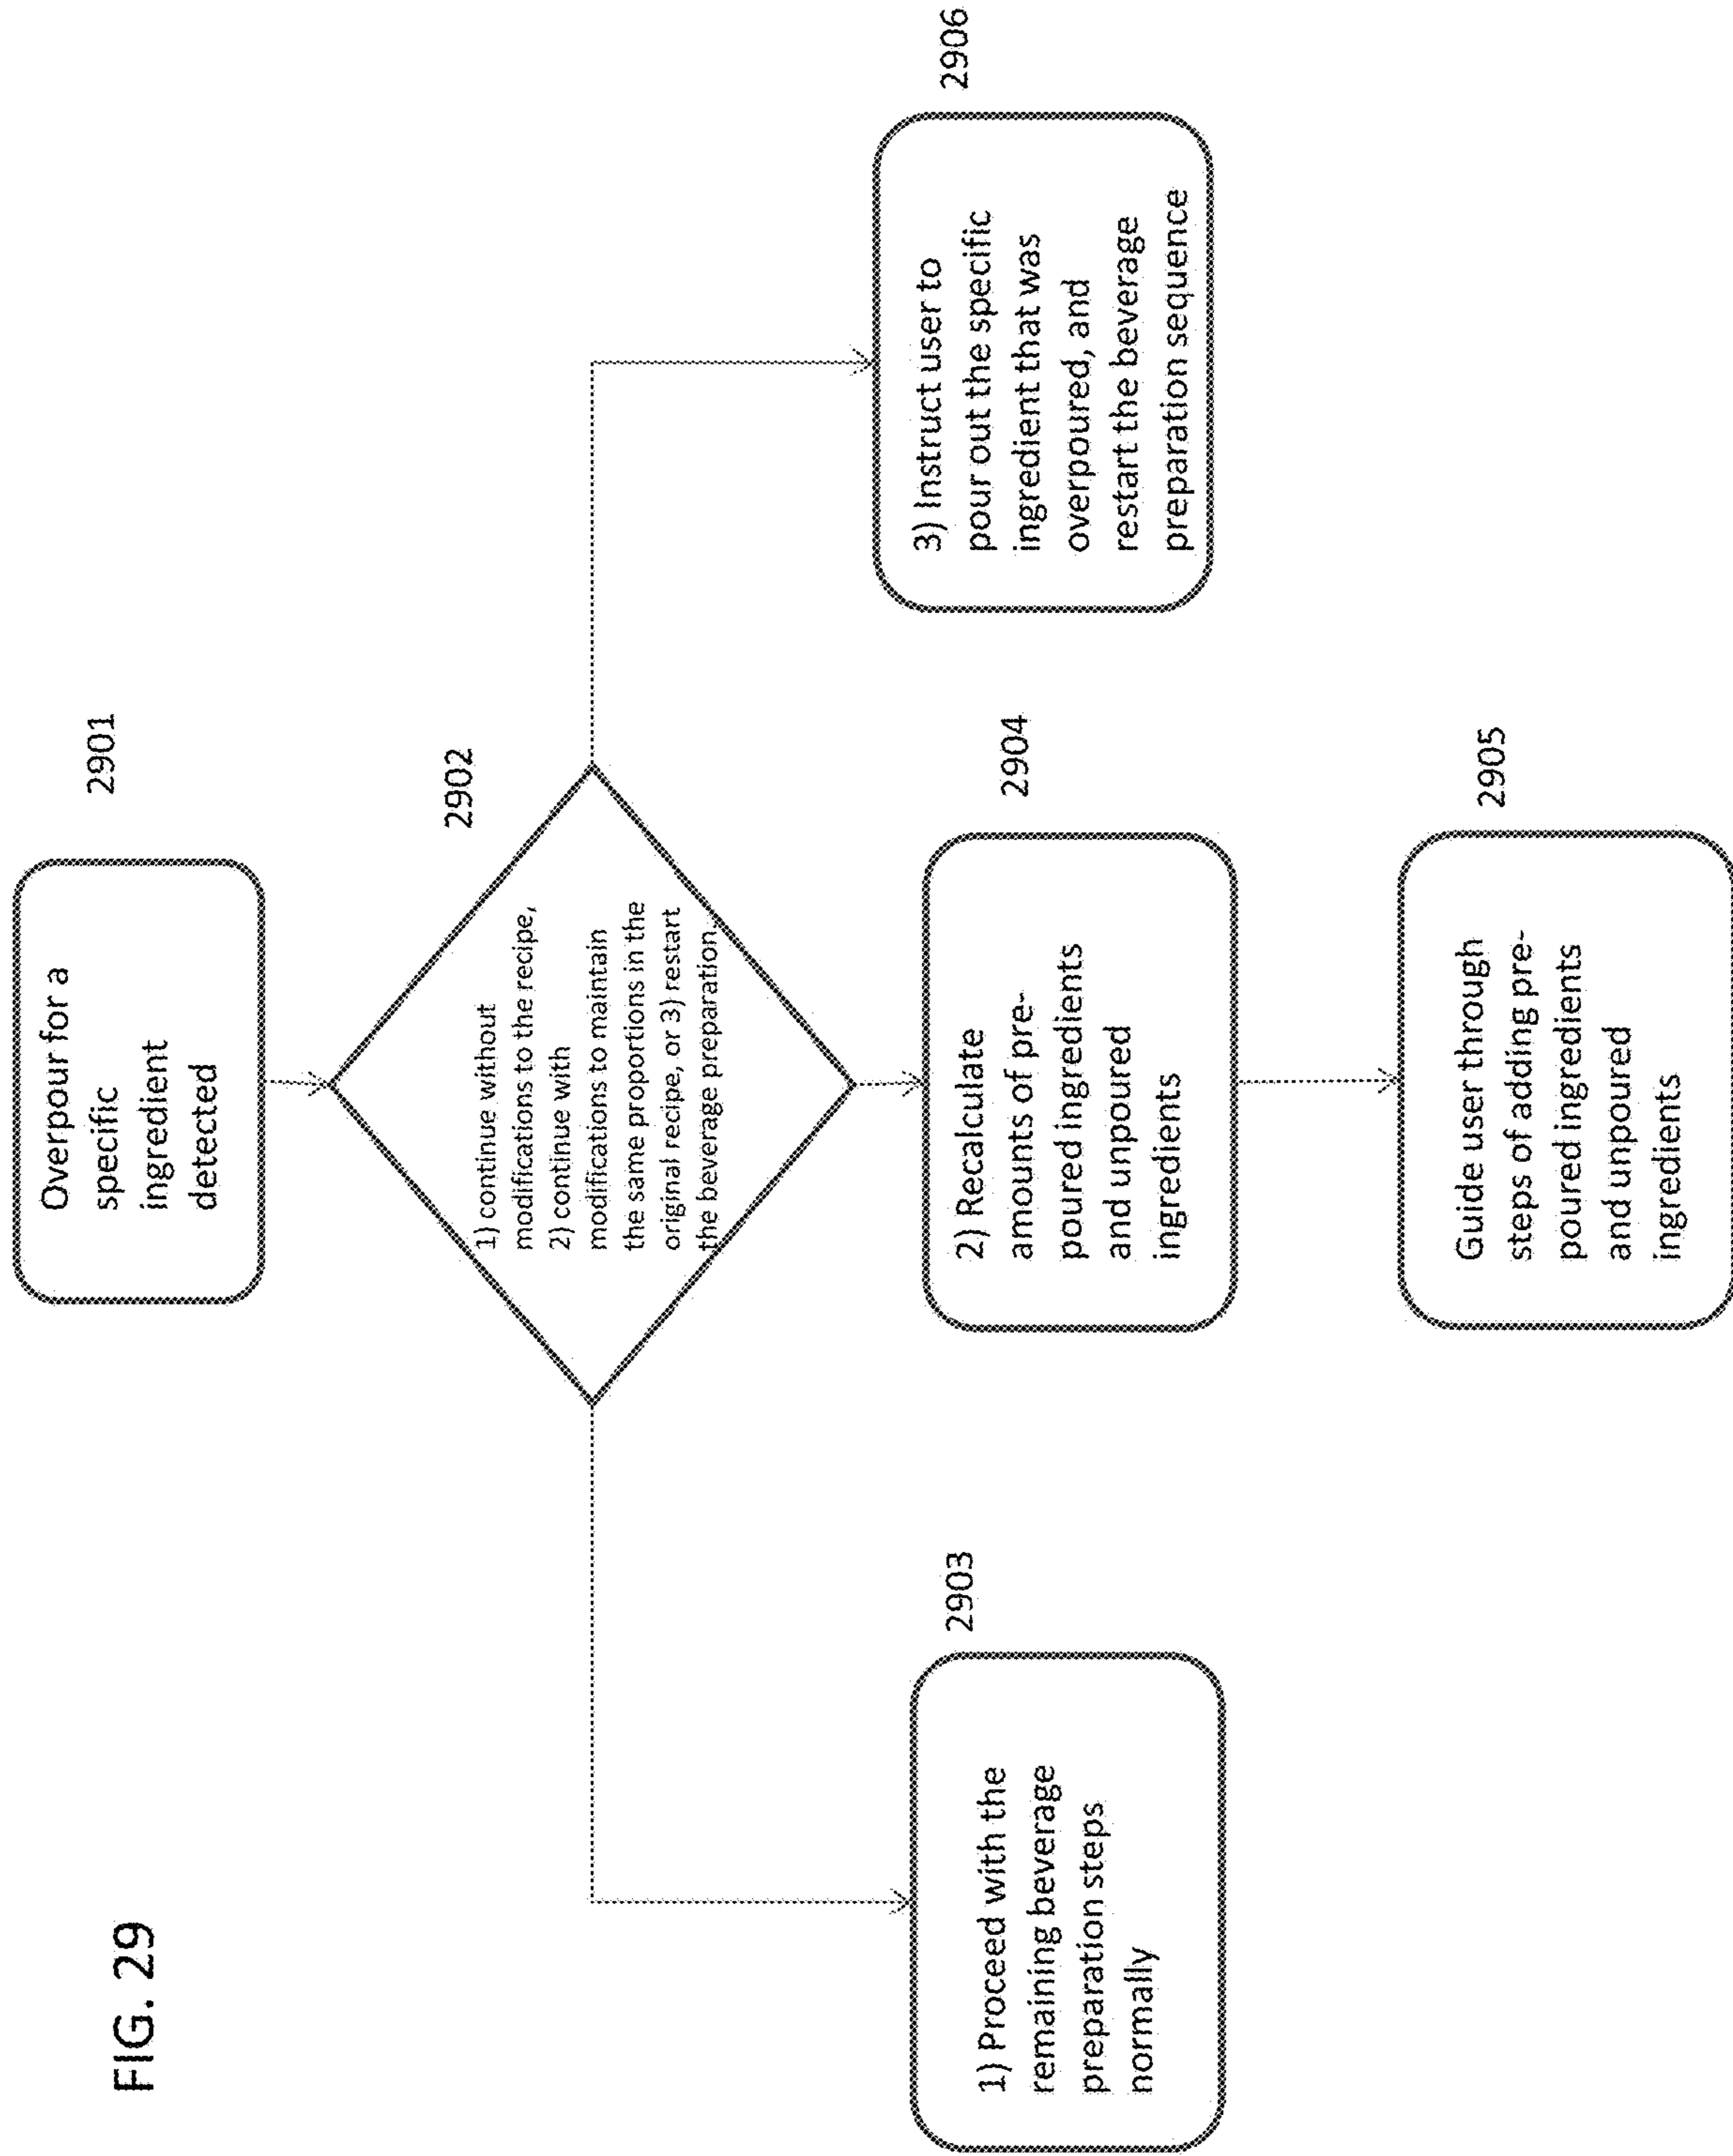 FIG. 29
Overpour for a
specific
ingredient
detected
2901
1) continue without
modifications to the recipe,
2) continue with
modifications to maintain
the same proportions in the
original recipe, or 3) restart
the beverage preparation.
2902
1) Proceed with the
remaining beverage
preparation steps
normally
2903
2) Recalculate
amounts of pre-
poured ingredients
and unpoured
ingredients
2904
3) Instruct user to
pour out the specific
ingredient that was
overpoured, and
restart the beverage
preparation sequence
2906
Guide user through
steps of adding pre-
poured ingredients
and unpoured
ingredients
2905